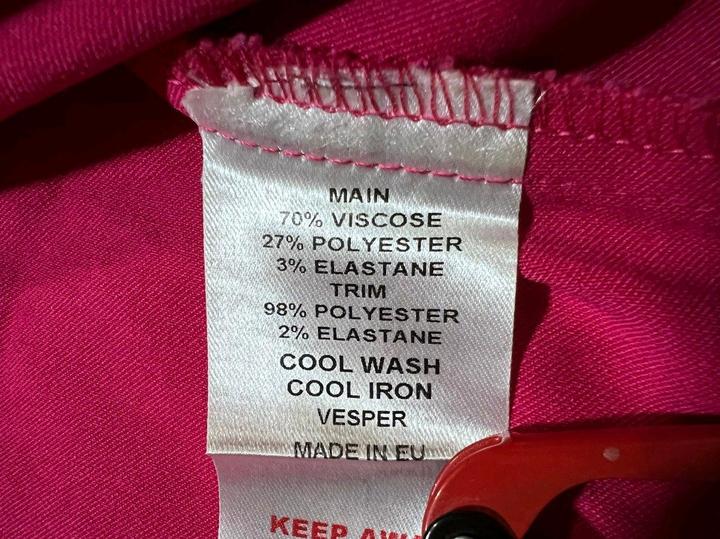 MAIN
70% VISCOSE
27% POLYESTER
3% ELASTANE
TRIM
98% POLYESTER
2% ELASTANE
COOL WASH
COOL IRON
VESPER
MADE IN EU
KEEP